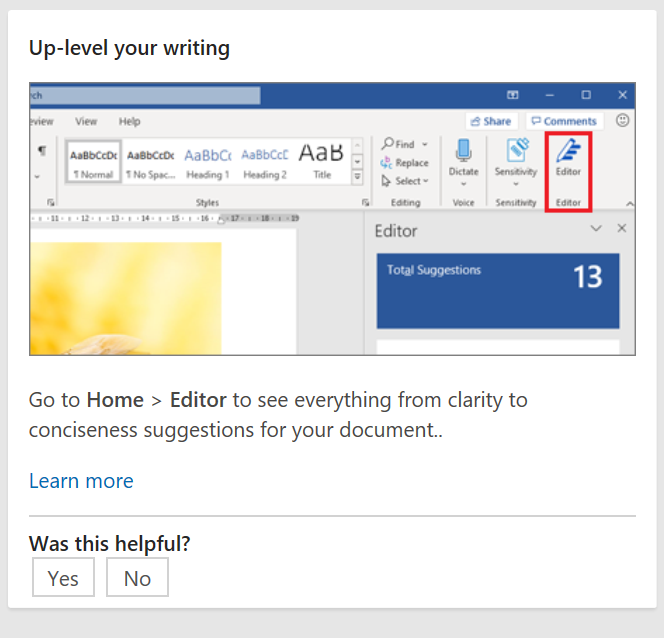 Up-level your writing
rch
eview View Help Share Comments
¶ AaBbCcDc AaBbCcDc AaBbCc AaBbCcC AaB Find Replace Select Dictate Sensitivity Editor
¶ Normal ¶ No Spac... Heading 1 Heading 2 Title
Styles Editing Voice Sensitivity Editor
11 12 13 14 15 16 17 18 19
Editor
Total Suggestions 13
Go to Home > Editor to see everything from clarity to
conciseness suggestions for your document..
Learn more
Was this helpful?
Yes No